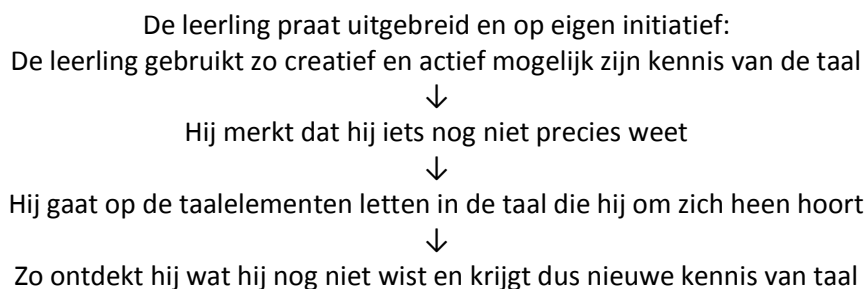 De leerling praat uitgebreid en op eigen initiatief:
De leerling gebruikt zo creatief en actief mogelijk zijn kennis van de taal
↓
Hij merkt dat hij iets nog niet precies weet
↓
Hij gaat op de taalelementen letten in de taal die hij om zich heen hoort
↓
Zo ontdekt hij wat hij nog niet wist en krijgt dus nieuwe kennis van taal